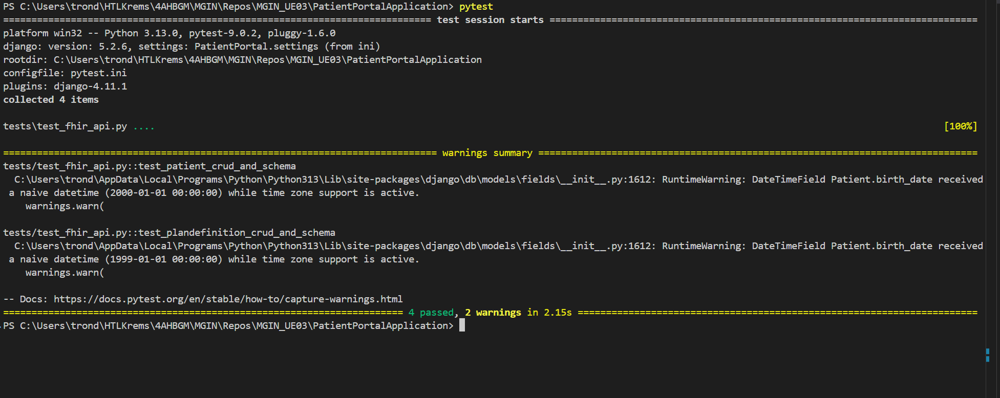 PS C:\Users\trond\HTLKrems\4AHBGM\MGIN\Repos\MGIN_UE03\PatientPortalApplication> pytest
============================================================================ test session starts ============================================================================
platform win32 -- Python 3.13.0, pytest-9.0.2, pluggy-1.6.0
django: version: 5.2.6, settings: PatientPortal.settings (from ini)
rootdir: C:\Users\trond\HTLKrems\4AHBGM\MGIN\Repos\MGIN_UE03\PatientPortalApplication
configfile: pytest.ini
plugins: django-4.11.1
collected 4 items
tests\test_fhir_api.py .... [100%]
============================================================================= warnings summary ==============================================================================
tests/test_fhir_api.py::test_patient_crud_and_schema
C:\Users\trond\AppData\Local\Programs\Python\Python313\Lib\site-packages\django\db\models\fields\__init__.py:1612: RuntimeWarning: DateTimeField Patient.birth_date received
a naive datetime (2000-01-01 00:00:00) while time zone support is active.
warnings.warn(
tests/test_fhir_api.py::test_plandefinition_crud_and_schema
C:\Users\trond\AppData\Local\Programs\Python\Python313\Lib\site-packages\django\db\models\fields\__init__.py:1612: RuntimeWarning: DateTimeField Patient.birth_date received
a naive datetime (1999-01-01 00:00:00) while time zone support is active.
warnings.warn(
-- Docs: https://docs.pytest.org/en/stable/how-to/capture-warnings.html
======================================================================= 4 passed, 2 warnings in 2.15s =======================================================================
PS C:\Users\trond\HTLKrems\4AHBGM\MGIN\Repos\MGIN_UE03\PatientPortalApplication>